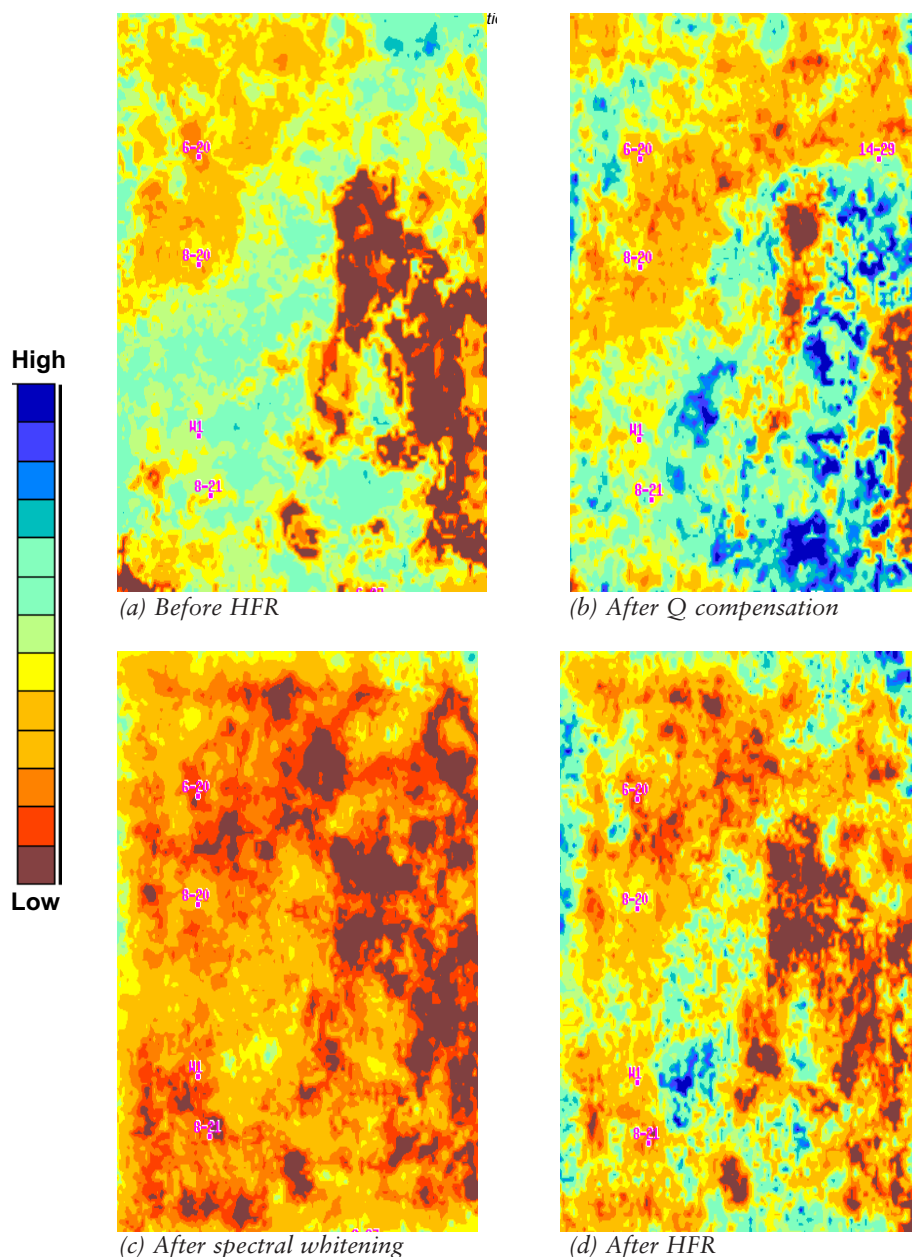 6-20
8-20
W1
8-21
(a) Before HFR
6-20
14-29
8-20
W1
8-21
(b) After Q compensation
High
Low
6-20
8-20
W1
8-21
(c) After spectral whitening
6-20
8-20
W1
8-21
(d) After HFR